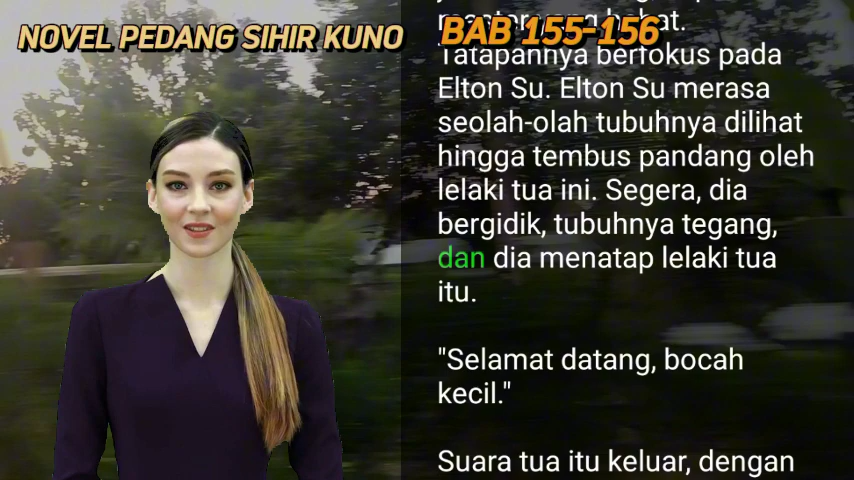 NOVEL PEDANG SIHIR KUNO
BAB 155-156
Tatapannya berfokus pada
Elton Su. Elton Su merasa
seolah-olah tubuhnya dilihat
hingga tembus pandang oleh
lelaki tua ini. Segera, dia
bergidik, tubuhnya tegang,
dan dia menatap lelaki tua
itu.
"Selamat datang, bocah
kecil."
Suara tua itu keluar, dengan